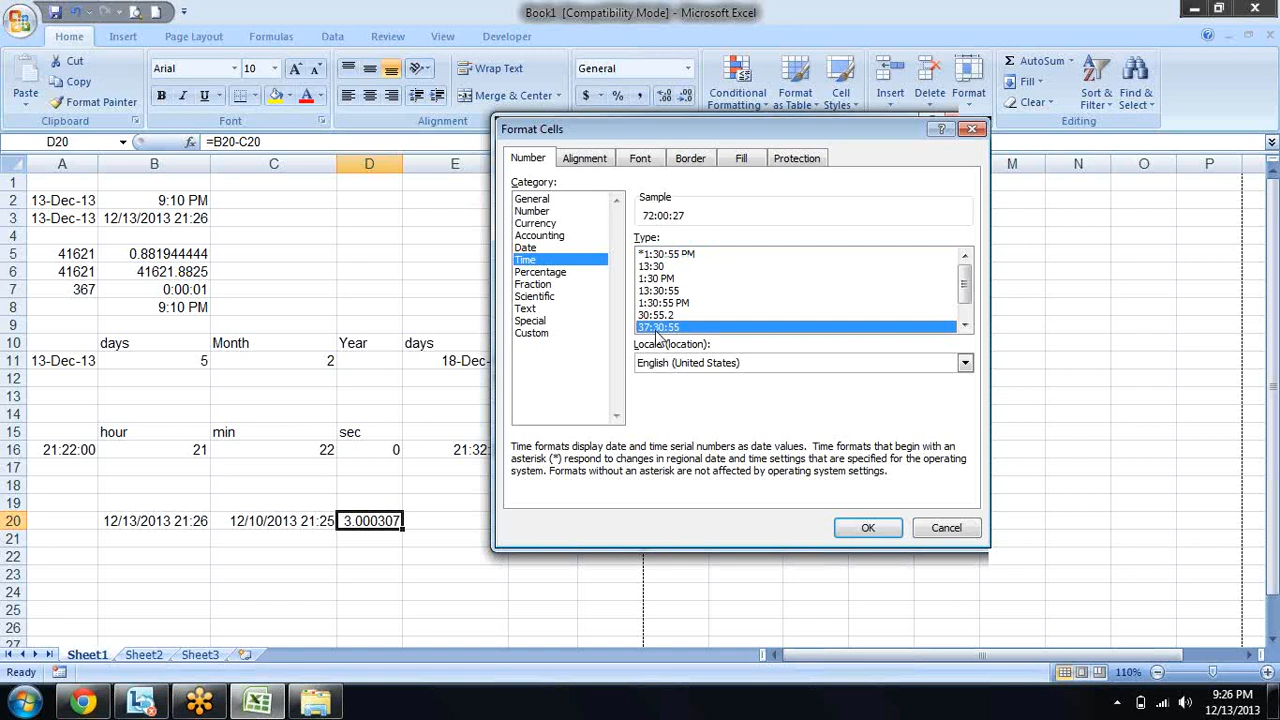 Book1 [Compatibility Mode] - Microsoft Excel
Home Insert Page Layout Formulas Data Review View Developer
Cut
Copy
Paste
Format Painter
Arial 10
Wrap Text
Merge & Center
General
Conditional Formatting
Format as Table
Cell Styles
Insert Delete Format
AutoSum
Fill
Clear
Sort & Filter
Find & Select
Clipboard Font Alignment Editing
D20 fx =B20-C20
A B C D E M N O P
1
2 13-Dec-13 9:10 PM
3 13-Dec-13 12/13/2013 21:26
4
5 41621 0.881944444
6 41621 41621.8825
7 367 0:00:01
8 9:10 PM
9
10 days Month Year days
11 13-Dec-13 5 2 18-Dec-
12
13
14
15 hour min sec
16 21:22:00 21 22 0 21:32:
17
18
19
20 12/13/2013 21:26 12/10/2013 21:25 3.000307
21
22
23
24
25
26
27
Format Cells
Number Alignment Font Border Fill Protection
Category:
General
Number
Currency
Accounting
Date
Time
Percentage
Fraction
Scientific
Text
Special
Custom
Sample
72:00:27
Type:
*1:30:55 PM
13:30
1:30 PM
13:30:55
1:30:55 PM
30:55.2
37:30:55
Locale (location):
English (United States)
Time formats display date and time serial numbers as date values. Time formats that begin with an
asterisk (*) respond to changes in regional date and time settings that are specified for the operating
system. Formats without an asterisk are not affected by operating system settings.
OK Cancel
Sheet1 Sheet2 Sheet3
Ready 110%
9:26 PM
12/13/2013